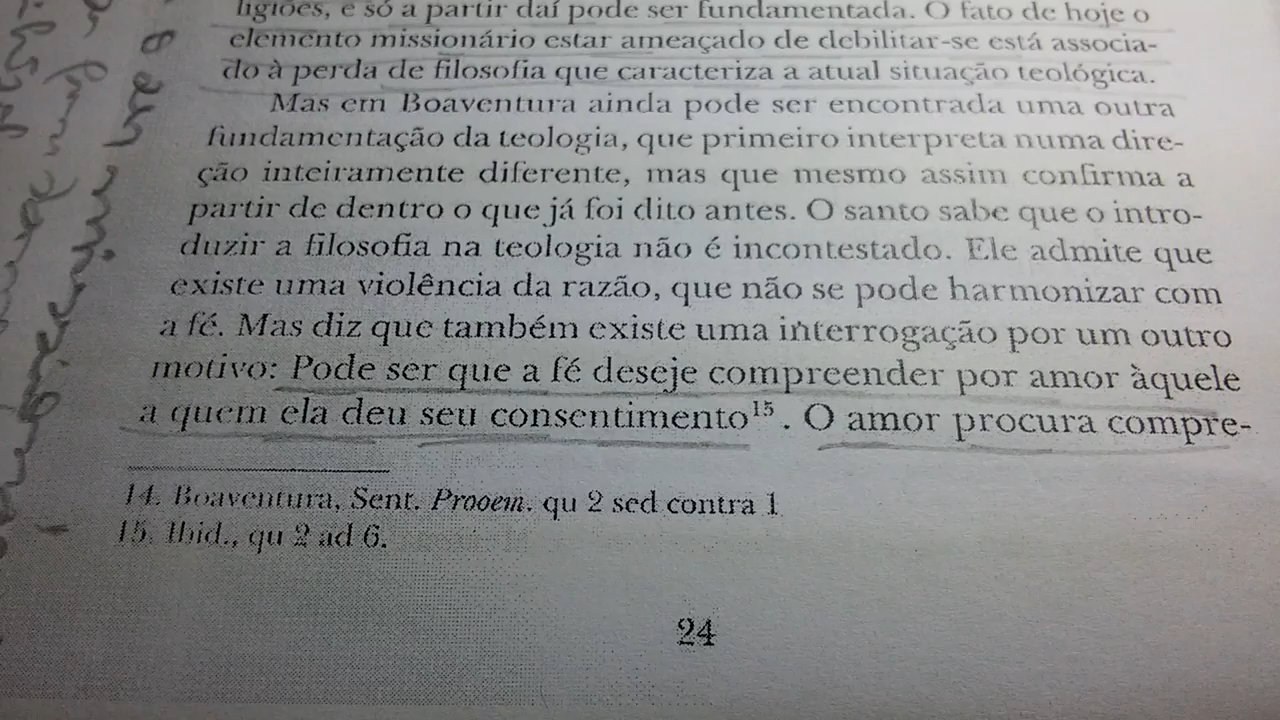 ligiões, e só a partir daí pode ser fundamentada. O fato de hoje o
elemento missionário estar ameaçado de debilitar-se está associa-
do à perda de filosofia que caracteriza a atual situação teológica.
Mas em Boaventura ainda pode ser encontrada uma outra
fundamentação da teologia, que primeiro interpreta numa dire-
ção inteiramente diferente, mas que mesmo assim confirma a
partir de dentro o que já foi dito antes. O santo sabe que o intro-
duzir a filosofia na teologia não é incontestado. Ele admite que
existe uma violência da razão, que não se pode harmonizar com
a fé. Mas diz que também existe uma interrogação por um outro
motivo: Pode ser que a fé deseje compreender por amor àquele
a quem ela deu seu consentimento15. O amor procura compre-
14. Boaventura, Sent. Prooem. qu 2 sed contra 1
15. Ibid., qu 2 ad 6.
24